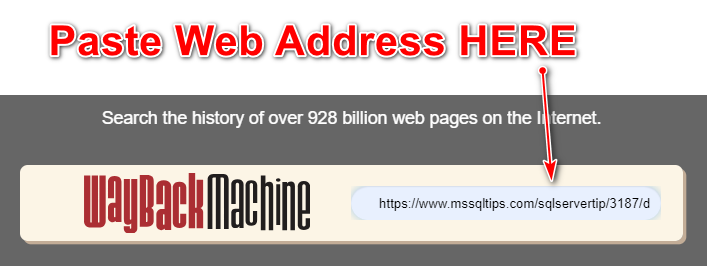 Paste Web Address HERE
Search the history of over 928 billion web pages on the Internet.
WayBackMachine
https://www.mssqltips.com/sqlservertip/3187/d